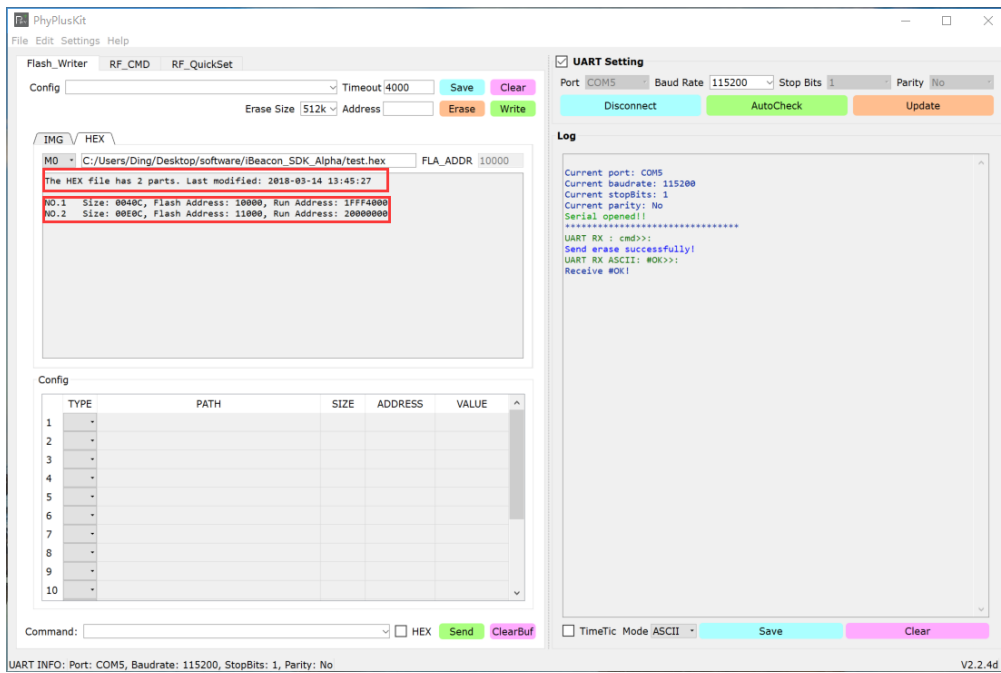 PhyPlusKit
File Edit Settings Help
Flash_Writer RF_CMD RF_QuickSet
Config Timeout 4000 Save Clear
Erase Size 512k Address Erase Write
IMG HEX
M0 C:/Users/Ding/Desktop/software/iBeacon_SDK_Alpha/test.hex FLA_ADDR 10000
The HEX file has 2 parts. Last modified: 2018-03-14 13:45:27
NO.1 Size: 0040C, Flash Address: 10000, Run Address: 1FFF4000
NO.2 Size: 00E0C, Flash Address: 11000, Run Address: 20000000
Config
TYPE PATH SIZE ADDRESS VALUE
1
2
3
4
5
6
7
8
9
10
Command: HEX Send ClearBuf
UART Setting
Port COM5 Baud Rate 115200 Stop Bits 1 Parity No
Disconnect AutoCheck Update
Log
Current port: COM5
Current baudrate: 115200
Current stopBits: 1
Current parity: No
Serial opened!!
********************************
UART RX : cmd>>:
Send erase successfully!
UART RX ASCII: #OK>>:
Receive #OK!
TimeTic Mode ASCII Save Clear
UART INFO: Port: COM5, Baudrate: 115200, StopBits: 1, Parity: No V2.2.4d